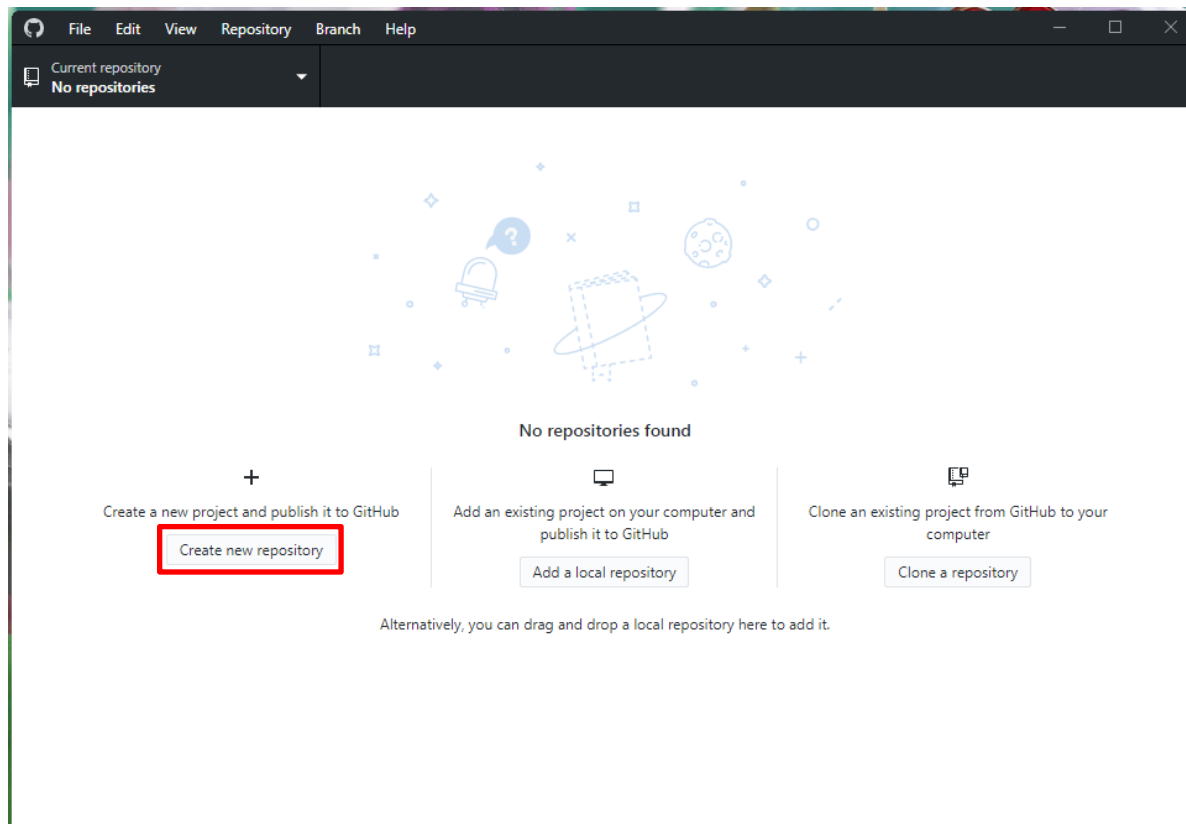 File Edit View Repository Branch Help
Current repository
No repositories
?
No repositories found
Create a new project and publish it to GitHub
Create new repository
Add an existing project on your computer and
publish it to GitHub
Add a local repository
Clone an existing project from GitHub to your
computer
Clone a repository
Alternatively, you can drag and drop a local repository here to add it.